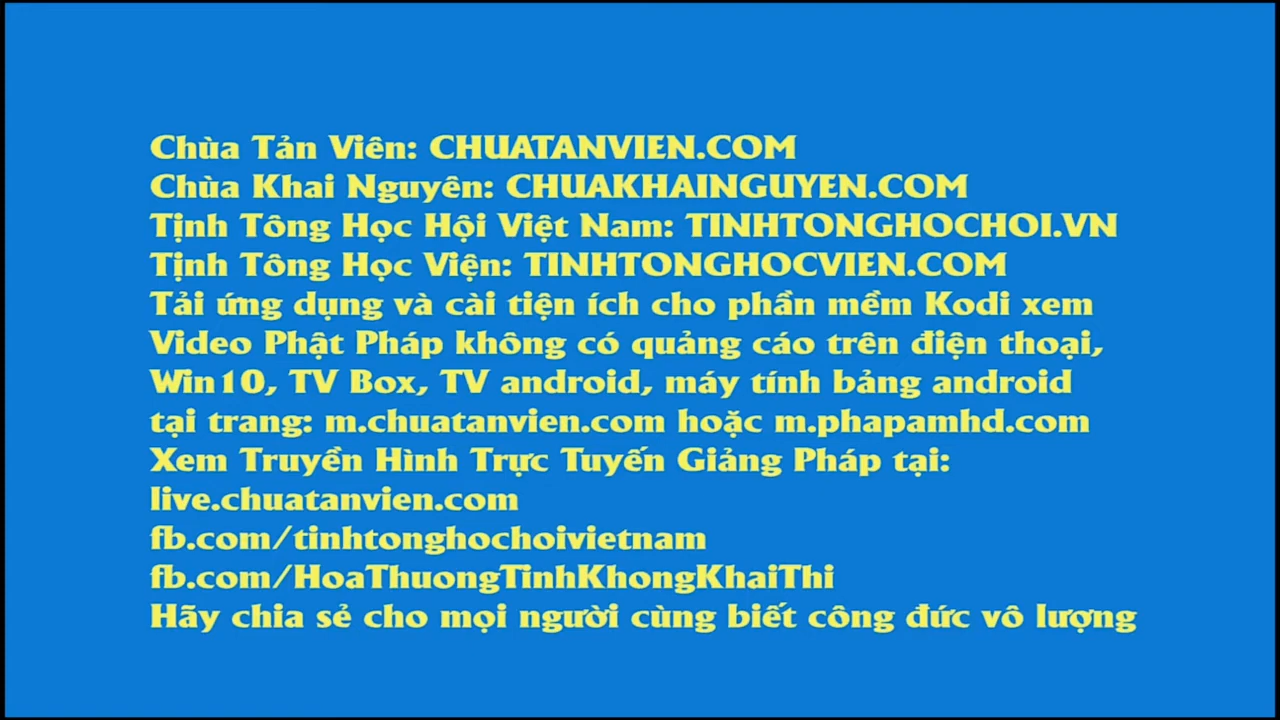 Chùa Tản Viên: CHUATANVIEN.COM
Chùa Khai Nguyên: CHUAKHAINGUYEN.COM
Tịnh Tông Học Hội Việt Nam: TINHTONGHOCHOI.VN
Tịnh Tông Học Viện: TINHTONGHOCVIEN.COM
Tải ứng dụng và cài tiện ích cho phần mềm Kodi xem
Video Phật Pháp không có quảng cáo trên điện thoại,
Win10, TV Box, TV android, máy tính bảng android
tại trang: m.chuatanvien.com hoặc m.phapamhd.com
Xem Truyền Hình Trực Tuyến Giảng Pháp tại:
live.chuatanvien.com
fb.com/tinhtonghochoivietnam
fb.com/HoaThuongTinhKhongKhaiThi
Hãy chia sẻ cho mọi người cùng biết công đức vô lượng